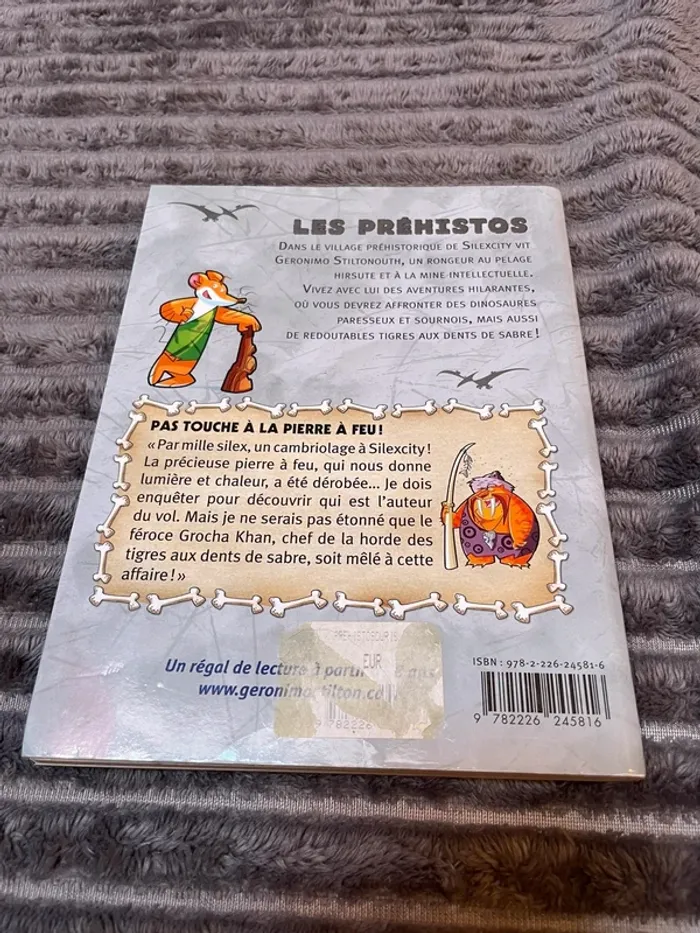 LES PRÉHISTOS
DANS LE VILLAGE PRÉHISTORIQUE DE SILEXCITY VIT
GERONIMO STILTONOUTH, UN RONGEUR AU PELAGE
HIRSUTE ET À LA MINE INTELLECTUELLE.
VIVEZ AVEC LUI DES AVENTURES HILARANTES,
OÙ VOUS DEVREZ AFFRONTER DES DINOSAURES
PARESSEUX ET SOURNOIS, MAIS AUSSI
DE REDOUTABLES TIGRES AUX DENTS DE SABRE !
PAS TOUCHE À LA PIERRE À FEU !
« Par mille silex, un cambriolage à Silexcity !
La précieuse pierre à feu, qui nous donne
lumière et chaleur, a été dérobée... Je dois
enquêter pour découvrir qui est l'auteur
du vol. Mais je ne serais pas étonné que le
féroce Grocha Khan, chef de la horde des
tigres aux dents de sabre, soit mêlé à cette
affaire ! »
EUR
Un régal de lecture à
www.geronimo
9 782226
ISBN : 978-2-226-24581-6
9 782226 245816